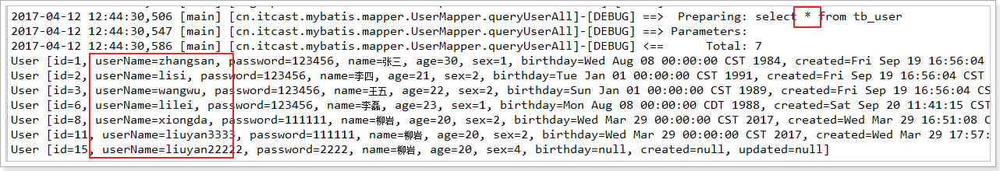 2017-04-12 12:44:30,506 [main] [cn.itcast.mybatis.mapper.UserMapper.queryUserAll]-[DEBUG] ==>  Preparing: select * from tb_user
2017-04-12 12:44:30,547 [main] [cn.itcast.mybatis.mapper.UserMapper.queryUserAll]-[DEBUG] ==> Parameters:
2017-04-12 12:44:30,586 [main] [cn.itcast.mybatis.mapper.UserMapper.queryUserAll]-[DEBUG] <==      Total: 7
User [id=1, userName=zhangsan, password=123456, name=张三, age=30, sex=1, birthday=Wed Aug 08 00:00:00 CST 1984, created=Fri Sep 19 16:56:04
User [id=2, userName=lisi, password=123456, name=李四, age=21, sex=2, birthday=Tue Jan 01 00:00:00 CST 1991, created=Fri Sep 19 16:56:04 CST
User [id=3, userName=wangwu, password=123456, name=王五, age=22, sex=2, birthday=Sun Jan 01 00:00:00 CST 1989, created=Fri Sep 19 16:56:04 CS
User [id=6, userName=lilei, password=123456, name=李磊, age=23, sex=1, birthday=Mon Aug 08 00:00:00 CDT 1988, created=Sat Sep 20 11:41:15 CST
User [id=8, userName=xiongda, password=111111, name=柳岩, age=20, sex=2, birthday=Wed Mar 29 00:00:00 CST 2017, created=Wed Mar 29 16:51:08 C
User [id=11, userName=liuyan3333, password=111111, name=柳岩, age=20, sex=2, birthday=Wed Mar 29 00:00:00 CST 2017, created=Wed Mar 29 17:57:
User [id=15, userName=liuyan22222, password=2222, name=柳岩, age=20, sex=4, birthday=null, created=null, updated=null]